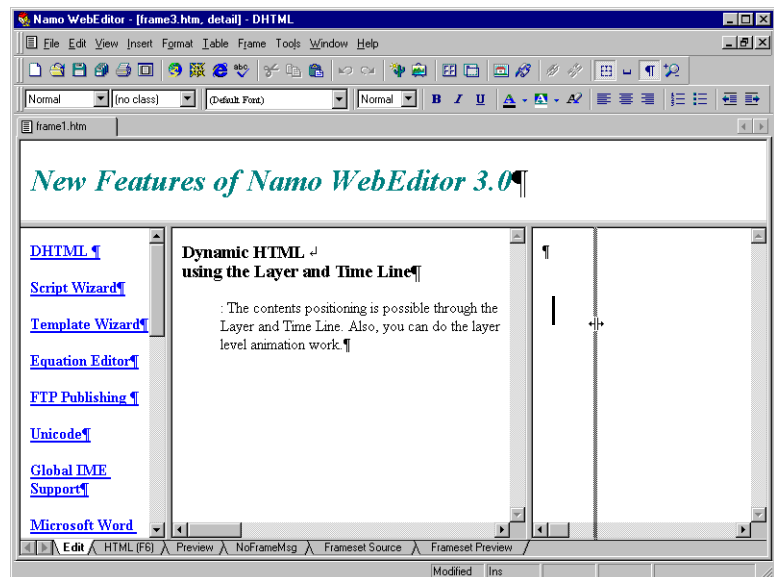 Namo WebEditor - [frame3.htm, detail] - DHTML
File Edit View Insert Format Table Frame Tools Window Help
Normal (no class) (Default Font) Normal B I U A A A
frame1.htm
New Features of Namo WebEditor 3.0¶
DHTML ¶
Script Wizard¶
Template Wizard¶
Equation Editor¶
FTP Publishing ¶
Unicode¶
Global IME
Support¶
Microsoft Word
Dynamic HTML ↵
using the Layer and Time Line¶
: The contents positioning is possible through the
Layer and Time Line. Also, you can do the layer
level animation work.¶
¶
Edit HTML (F6) Preview NoFrameMsg Frameset Source Frameset Preview
Modified Ins